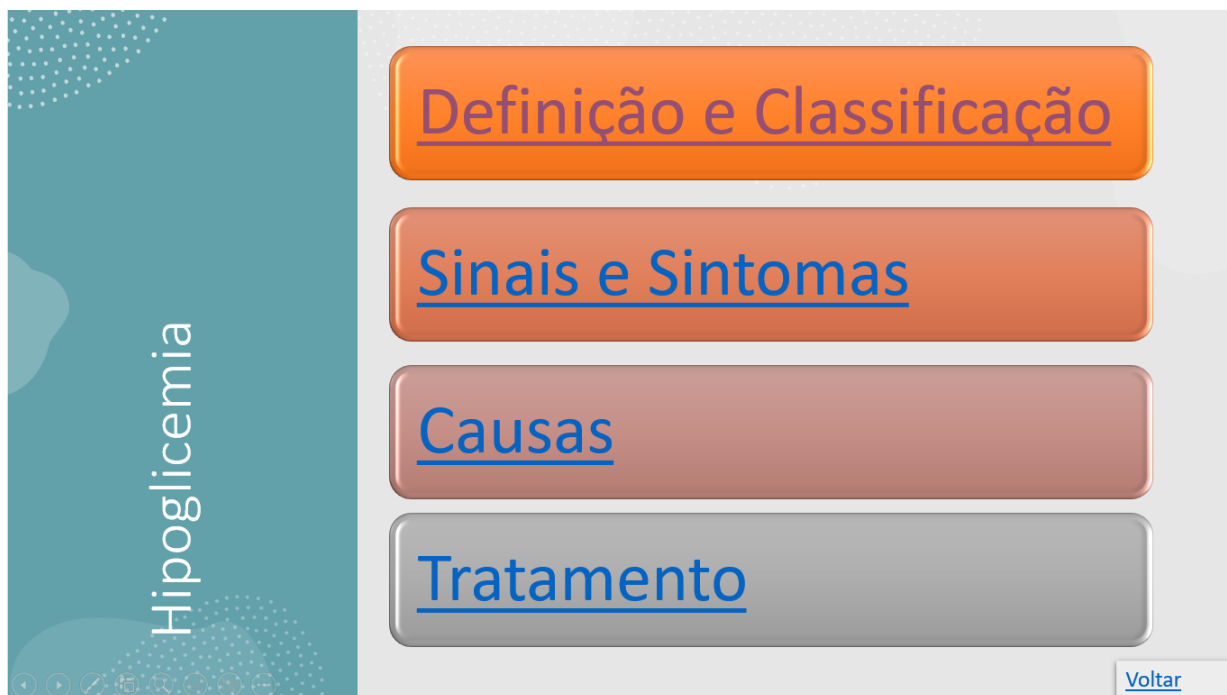 Hipoglicemia
Definição e Classificação
Sinais e Sintomas
Causas
Tratamento
Voltar